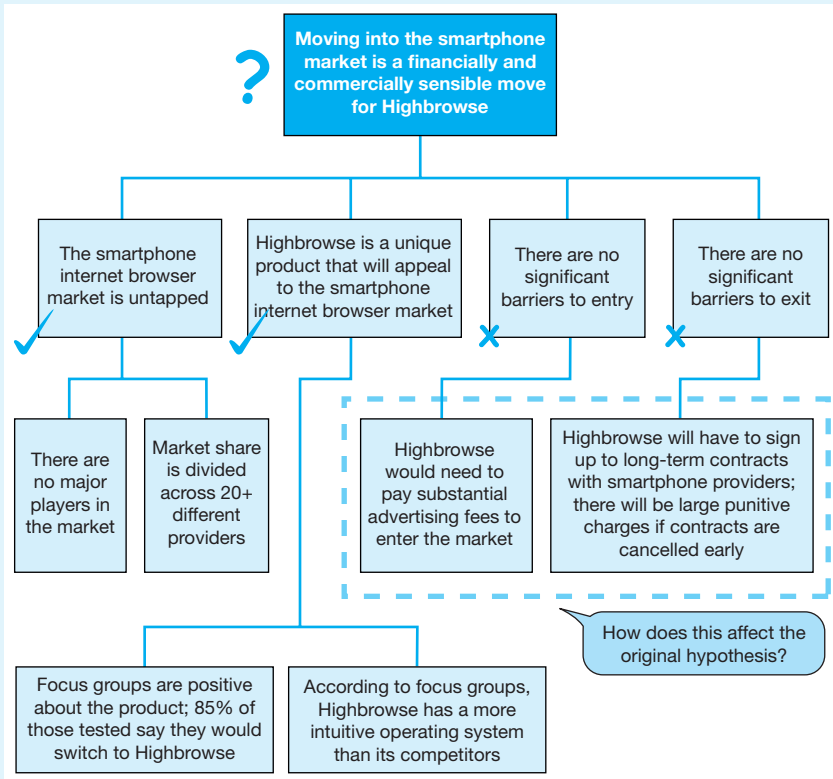 ?
Moving into the smartphone
market is a financially and
commercially sensible move
for Highbrowse
The smartphone
internet browser
market is untapped
Highbrowse is a unique
product that will appeal
to the smartphone
internet browser market
There are no
significant
barriers to entry
There are no
significant
barriers to exit
There are
no major
players in
the market
Market share
is divided
across 20+
different
providers
Highbrowse
would need to
pay substantial
advertising fees to
enter the market
Highbrowse will have to sign
up to long-term contracts
with smartphone providers;
there will be large punitive
charges if contracts are
cancelled early
How does this affect the
original hypothesis?
Focus groups are positive
about the product; 85% of
those tested say they would
switch to Highbrowse
According to focus groups,
Highbrowse has a more
intuitive operating system
than its competitors